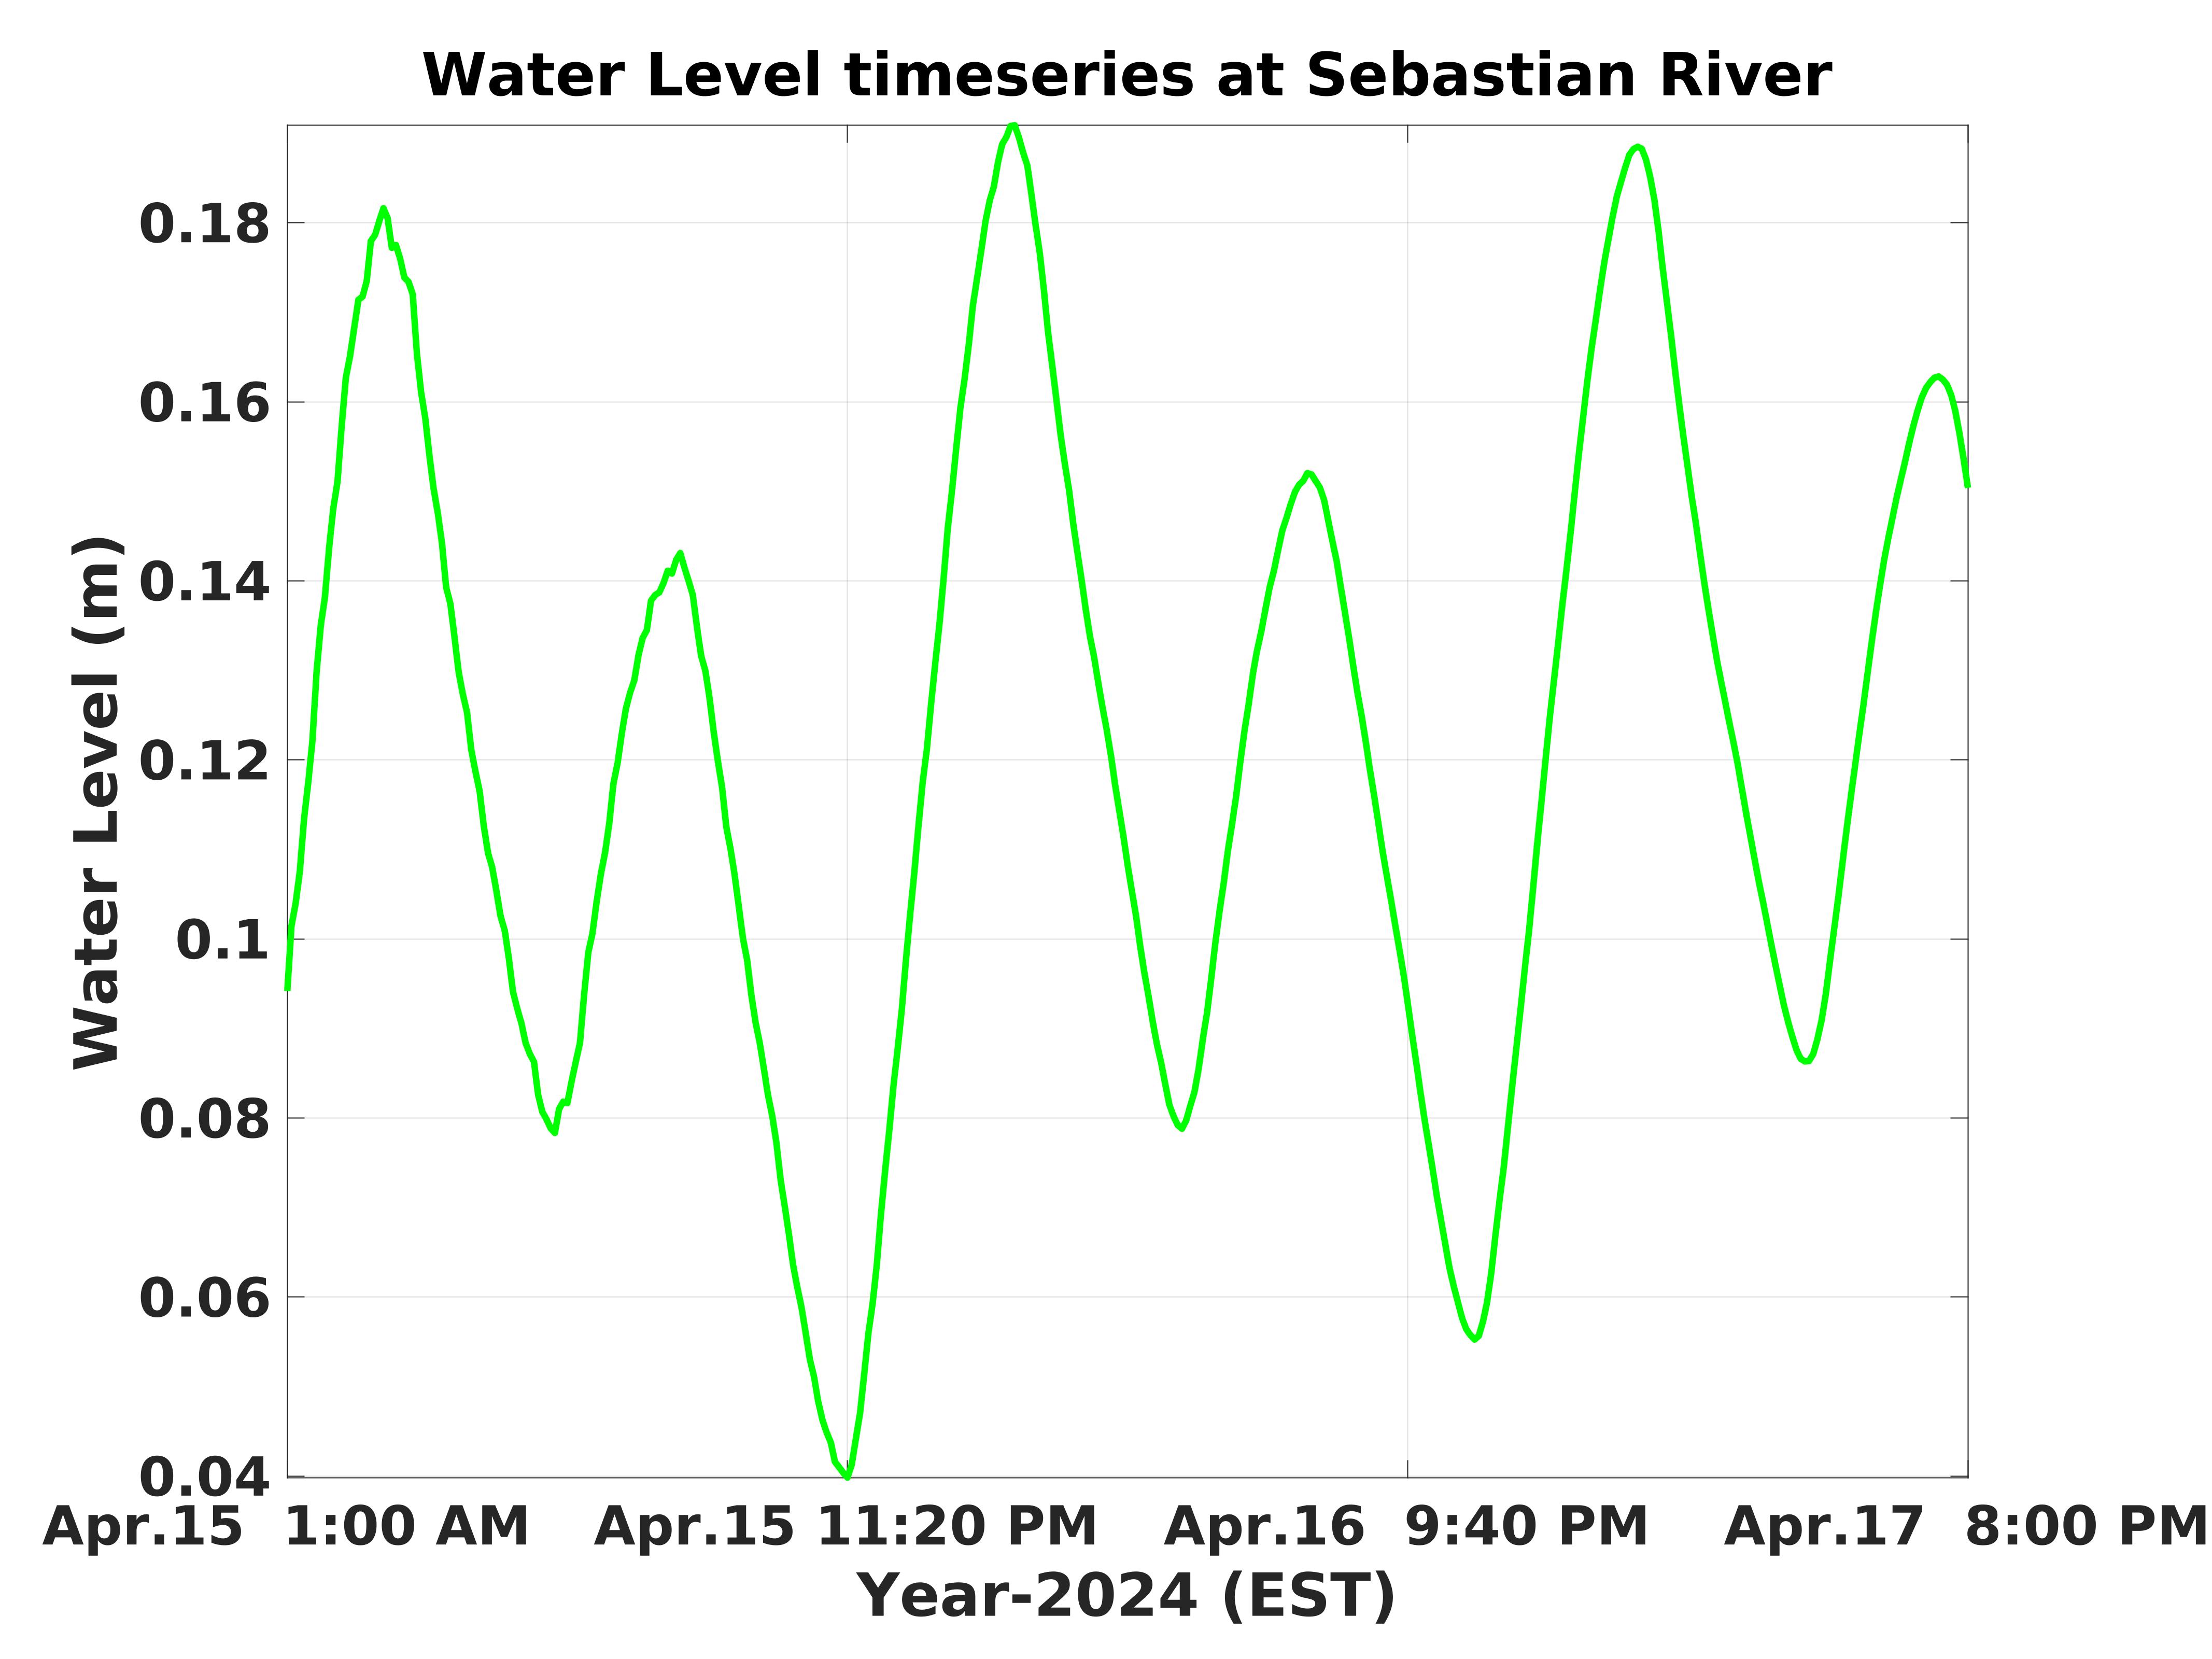 Water Level timeseries at Sebastian River
Water Level (m)
0.18
0.16
0.14
0.12
0.1
0.08
0.06
0.04
Apr.15 1:00 AM Apr.15 11:20 PM Apr.16 9:40 PM Apr.17 8:00 PM
Year-2024 (EST)